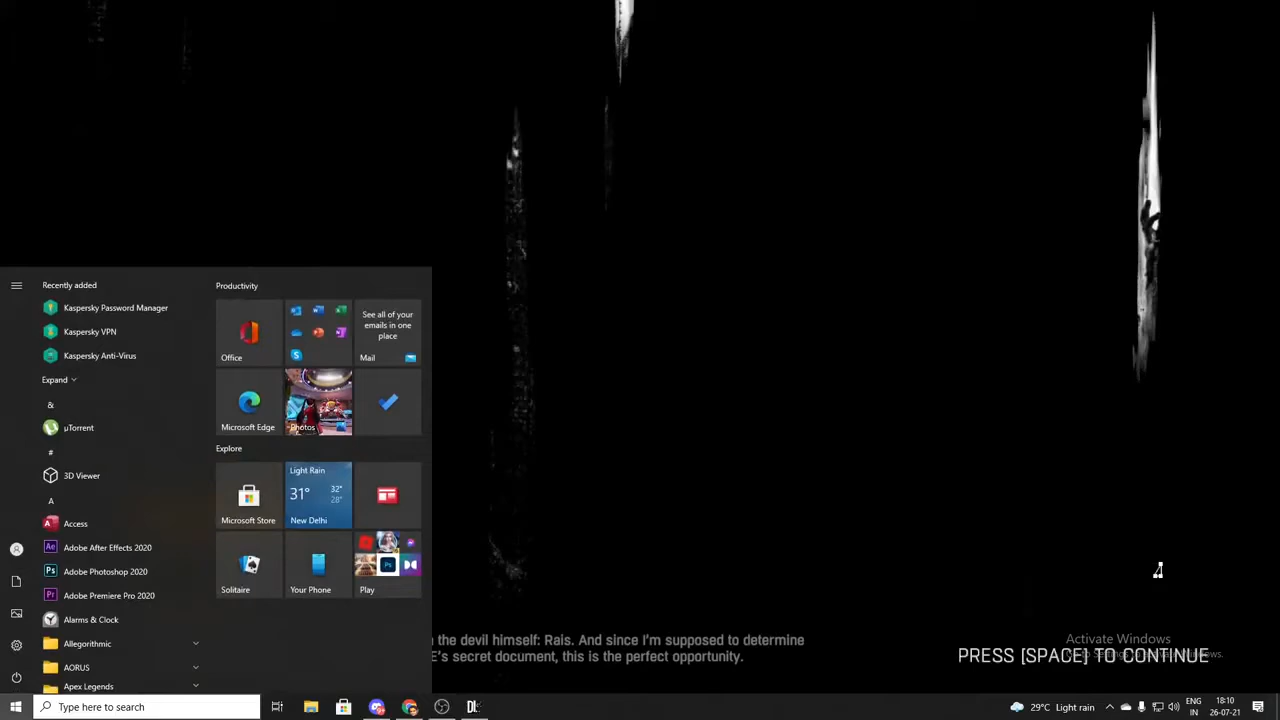 Recently added
Kaspersky Password Manager
Kaspersky VPN
Kaspersky Anti-Virus
Expand
&
µTorrent
#
3D Viewer
A
Access
Adobe After Effects 2020
Adobe Photoshop 2020
Adobe Premiere Pro 2020
Alarms & Clock
Allegorithmic
AORUS
Apex Legends
Productivity
Office
See all of your
emails in one
place
Mail
Microsoft Edge
Photos
Explore
Microsoft Store
Light Rain
31° 32°
28°
New Delhi
Solitaire
Your Phone
Play
the devil himself: Rais. And since I'm supposed to determine
E's secret document, this is the perfect opportunity.
Activate Windows
PRESS [SPACE] TO CONTINUE
Type here to search
29°C Light rain
ENG
IN
18:10
26-07-21